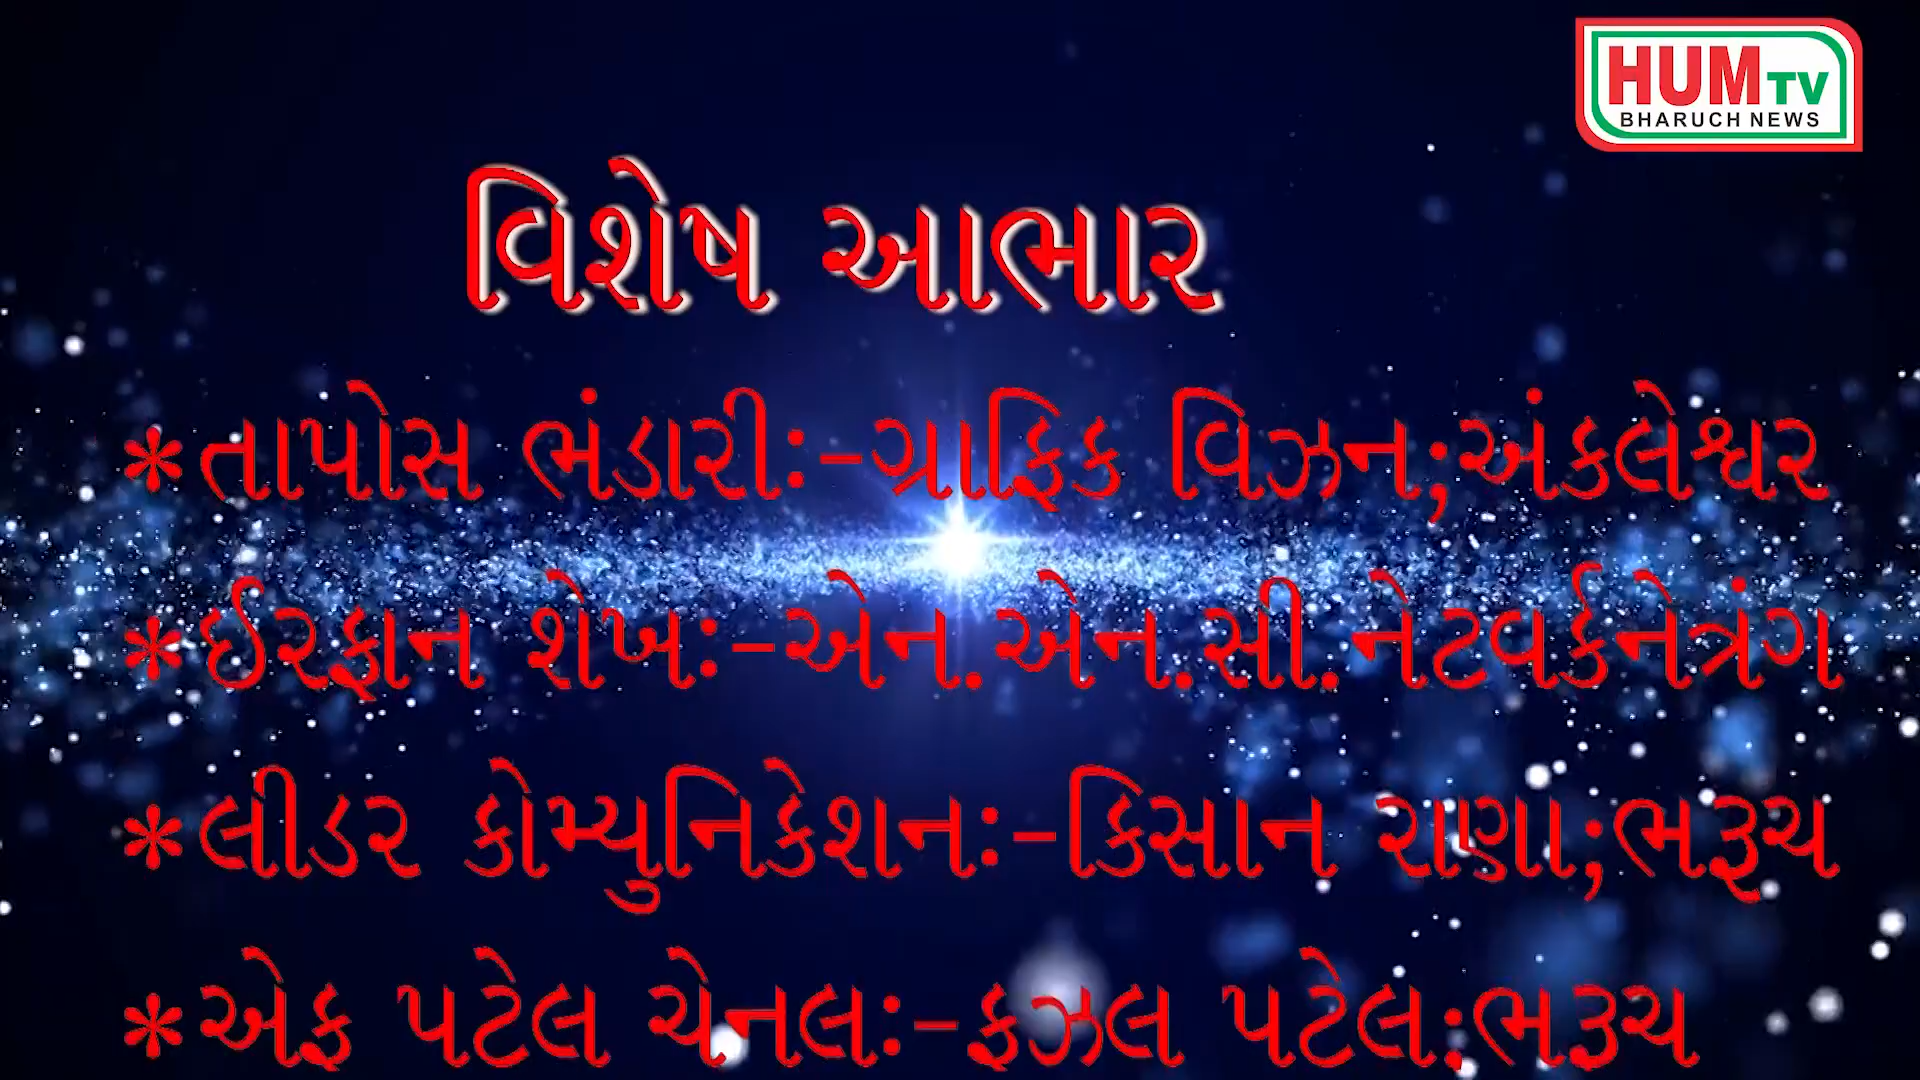 HUM TV
BHARUCH NEWS
વિશેષ આભાર
*તાપોસ ભંડારી:-ગ્રાફિક વિઝન;અંકલેશ્વર
*ઈરફાન શેખ:-એન.એન.સી.નેટવર્કનેત્રંગ
*લીડર કોમ્યુનિકેશન:-કિસાન રાણા;ભરૂચ
*એફ પટેલ ચેનલ:-ફઝલ પટેલ;ભરૂચ